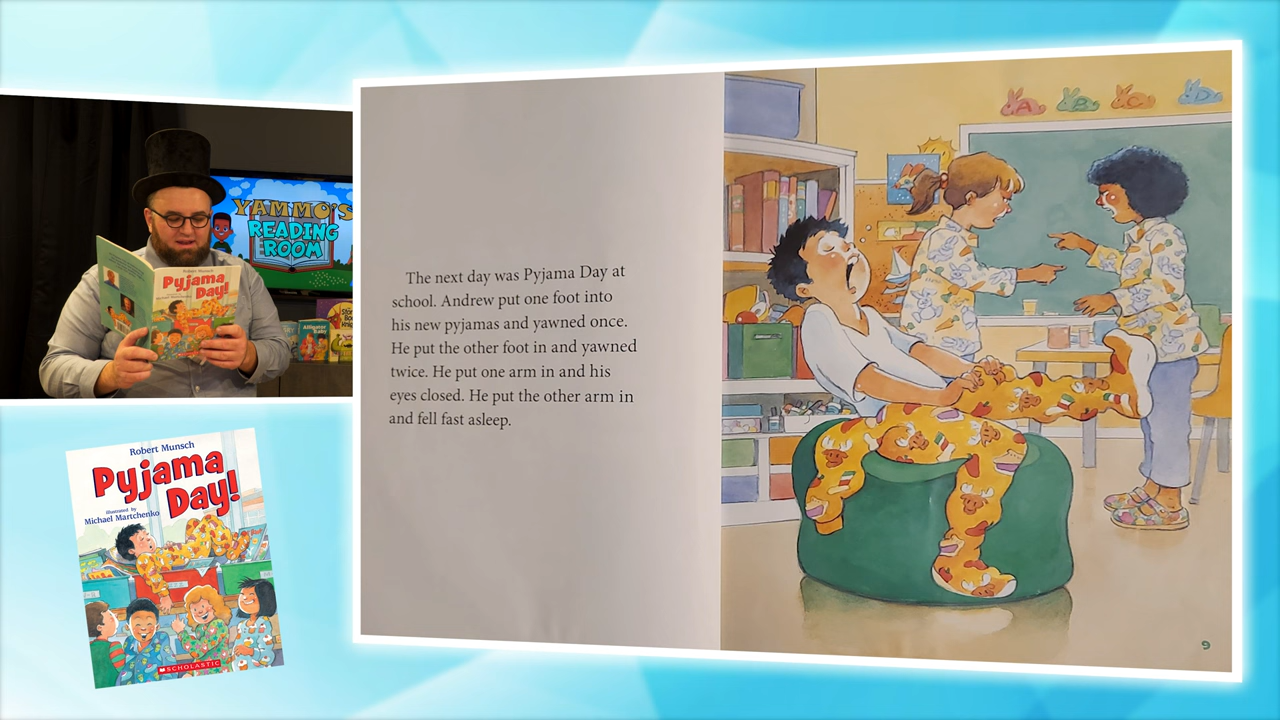 YAMMO'S
READING
ROOM
Robert Munsch
Pyjama
Day!
Alligator
Baby
Robert Munsch
Pyjama
Day!
illustrated by
Michael Martchenko
SCHOLASTIC
The next day was Pyjama Day at
school. Andrew put one foot into
his new pyjamas and yawned once.
He put the other foot in and yawned
twice. He put one arm in and his
eyes closed. He put the other arm in
and fell fast asleep.
A B C D
9